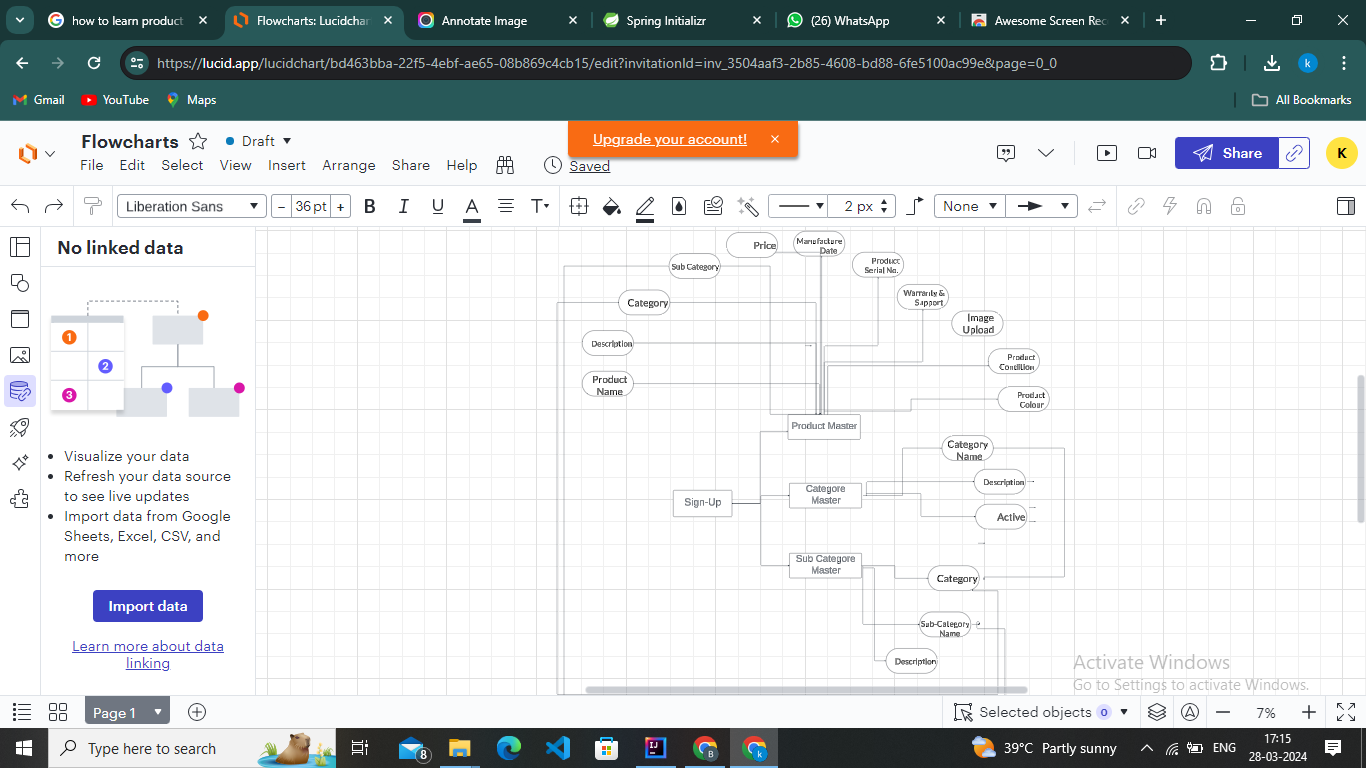 how to learn product
Flowcharts: Lucidchar
Annotate Image
Spring Initializr
(26) WhatsApp
Awesome Screen Rec
https://lucid.app/lucidchart/bd463bba-22f5-4ebf-ae65-08b869c4cb15/edit?invitationId=inv_3504aaf3-2b85-4608-bd88-6fe5100ac99e&page=0_0
k
Gmail
YouTube
Maps
All Bookmarks
Flowcharts
Draft
Upgrade your account!
File
Edit
Select
View
Insert
Arrange
Share
Help
Saved
Share
K
Liberation Sans
36 pt
B
I
U
A
T
2 px
None
No linked data
1
2
3
Visualize your data
Refresh your data source
to see live updates
Import data from Google
Sheets, Excel, CSV, and
more
Import data
Learn more about data
linking
Price
Manufacture
Date
Product
Serial No.
Sub Category
Warranty &
Support
Category
Image
Upload
Description
Product
Condition
Product
Name
Product
Colour
Product Master
Category
Name
Description
Categore
Master
Sign-Up
Active
Sub Categore
Master
Category
Sub-Category
Name
Description
Activate Windows
Go to Settings to activate Windows.
Page 1
Selected objects
0
7%
Type here to search
8
B
k
39°C Partly sunny
ENG
17:15
28-03-2024